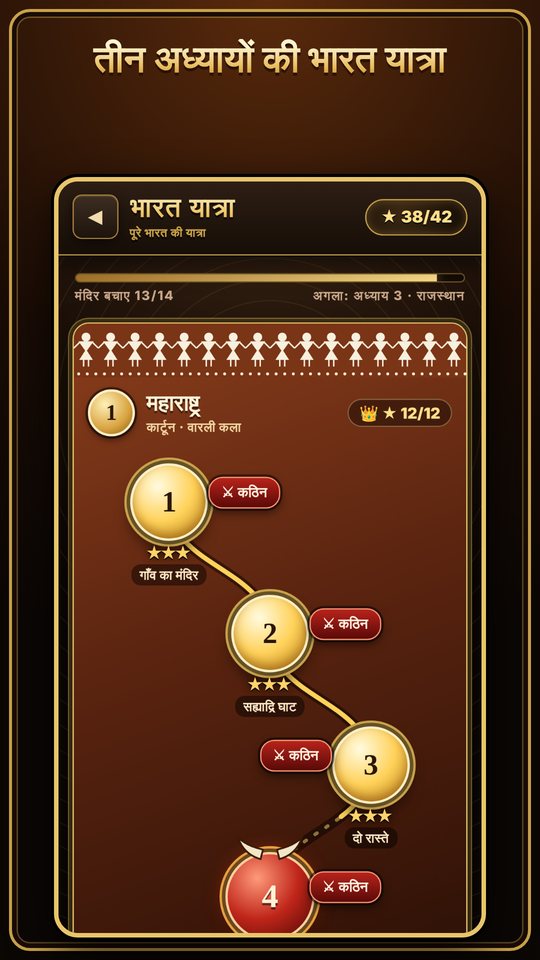 तीन अध्यायों की भारत यात्रा
◀ भारत यात्रा ★ 38/42
पूरे भारत की यात्रा
मंदिर बचाए 13/14 अगला: अध्याय 3 · राजस्थान
1 महाराष्ट्र 👑 ★ 12/12
कार्टून · वारली कला
1 ⚔ कठिन
★★★
गाँव का मंदिर
2 ⚔ कठिन
★★★
सह्याद्रि घाट
⚔ कठिन 3
★★★
दो रास्ते
4 ⚔ कठिन